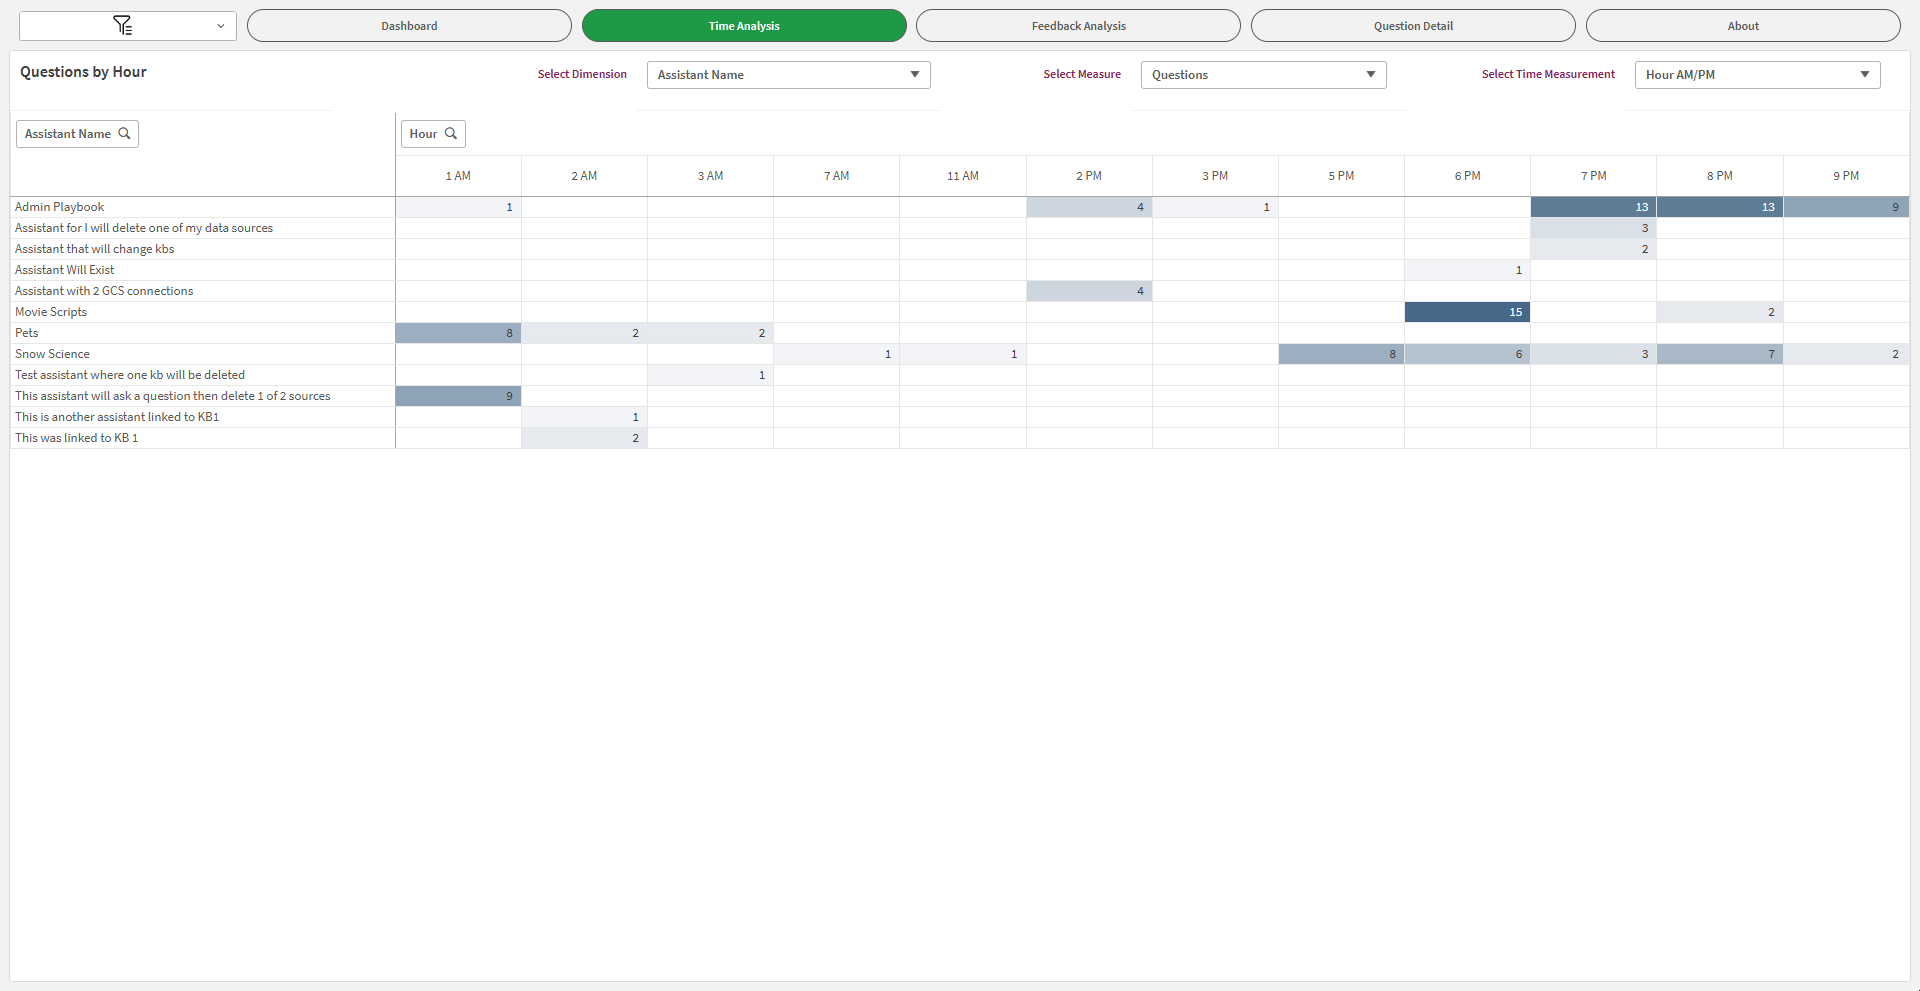 Dashboard Time Analysis Feedback Analysis Question Detail About
Questions by Hour Select Dimension Assistant Name Select Measure Questions Select Time Measurement Hour AM/PM
Assistant Name Hour
1 AM 2 AM 3 AM 7 AM 11 AM 2 PM 3 PM 5 PM 6 PM 7 PM 8 PM 9 PM
Admin Playbook 1 4 1 13 13 9
Assistant for I will delete one of my data sources 3
Assistant that will change kbs 2
Assistant Will Exist 1
Assistant with 2 GCS connections 4
Movie Scripts 15 2
Pets 8 2 2
Snow Science 1 1 8 6 3 7 2
Test assistant where one kb will be deleted 1
This assistant will ask a question then delete 1 of 2 sources 9
This is another assistant linked to KB1 1
This was linked to KB 1 2